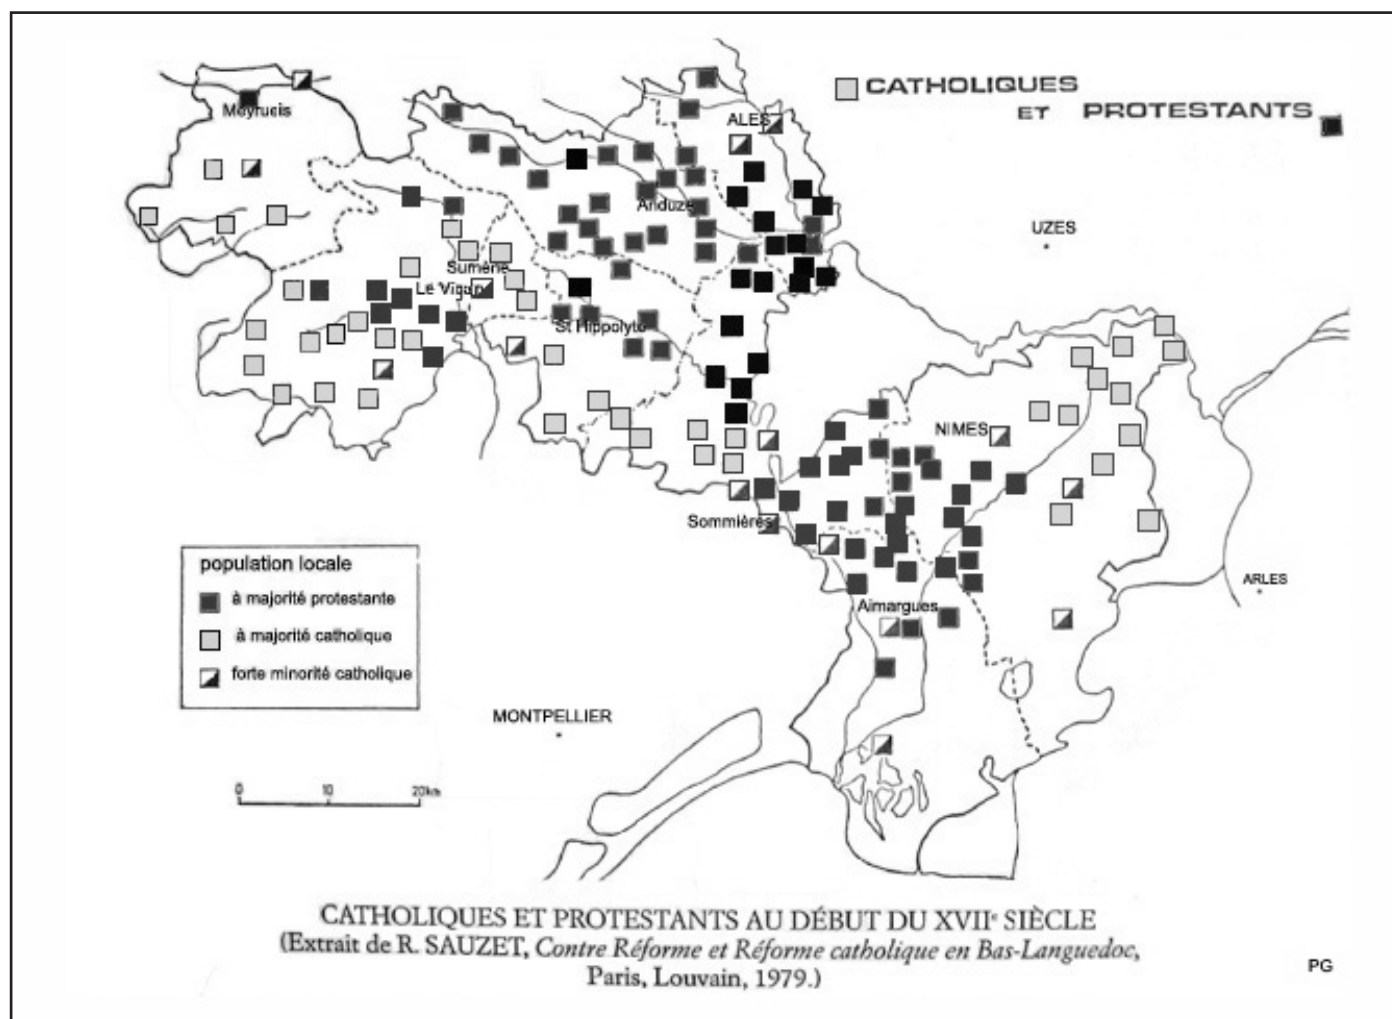 CATHOLIQUES
ET PROTESTANTS
Meyrueis
ALES
Anduze
UZES
Sumène
Le Vigan
St Hippolyte
NIMES
Sommières
population locale
à majorité protestante
à majorité catholique
forte minorité catholique
Aimargues
ARLES
MONTPELLIER
0 10 20km
CATHOLIQUES ET PROTESTANTS AU DÉBUT DU XVIIe SIÈCLE
(Extrait de R. SAUZET, Contre Réforme et Réforme catholique en Bas-Languedoc,
Paris, Louvain, 1979.)
PG